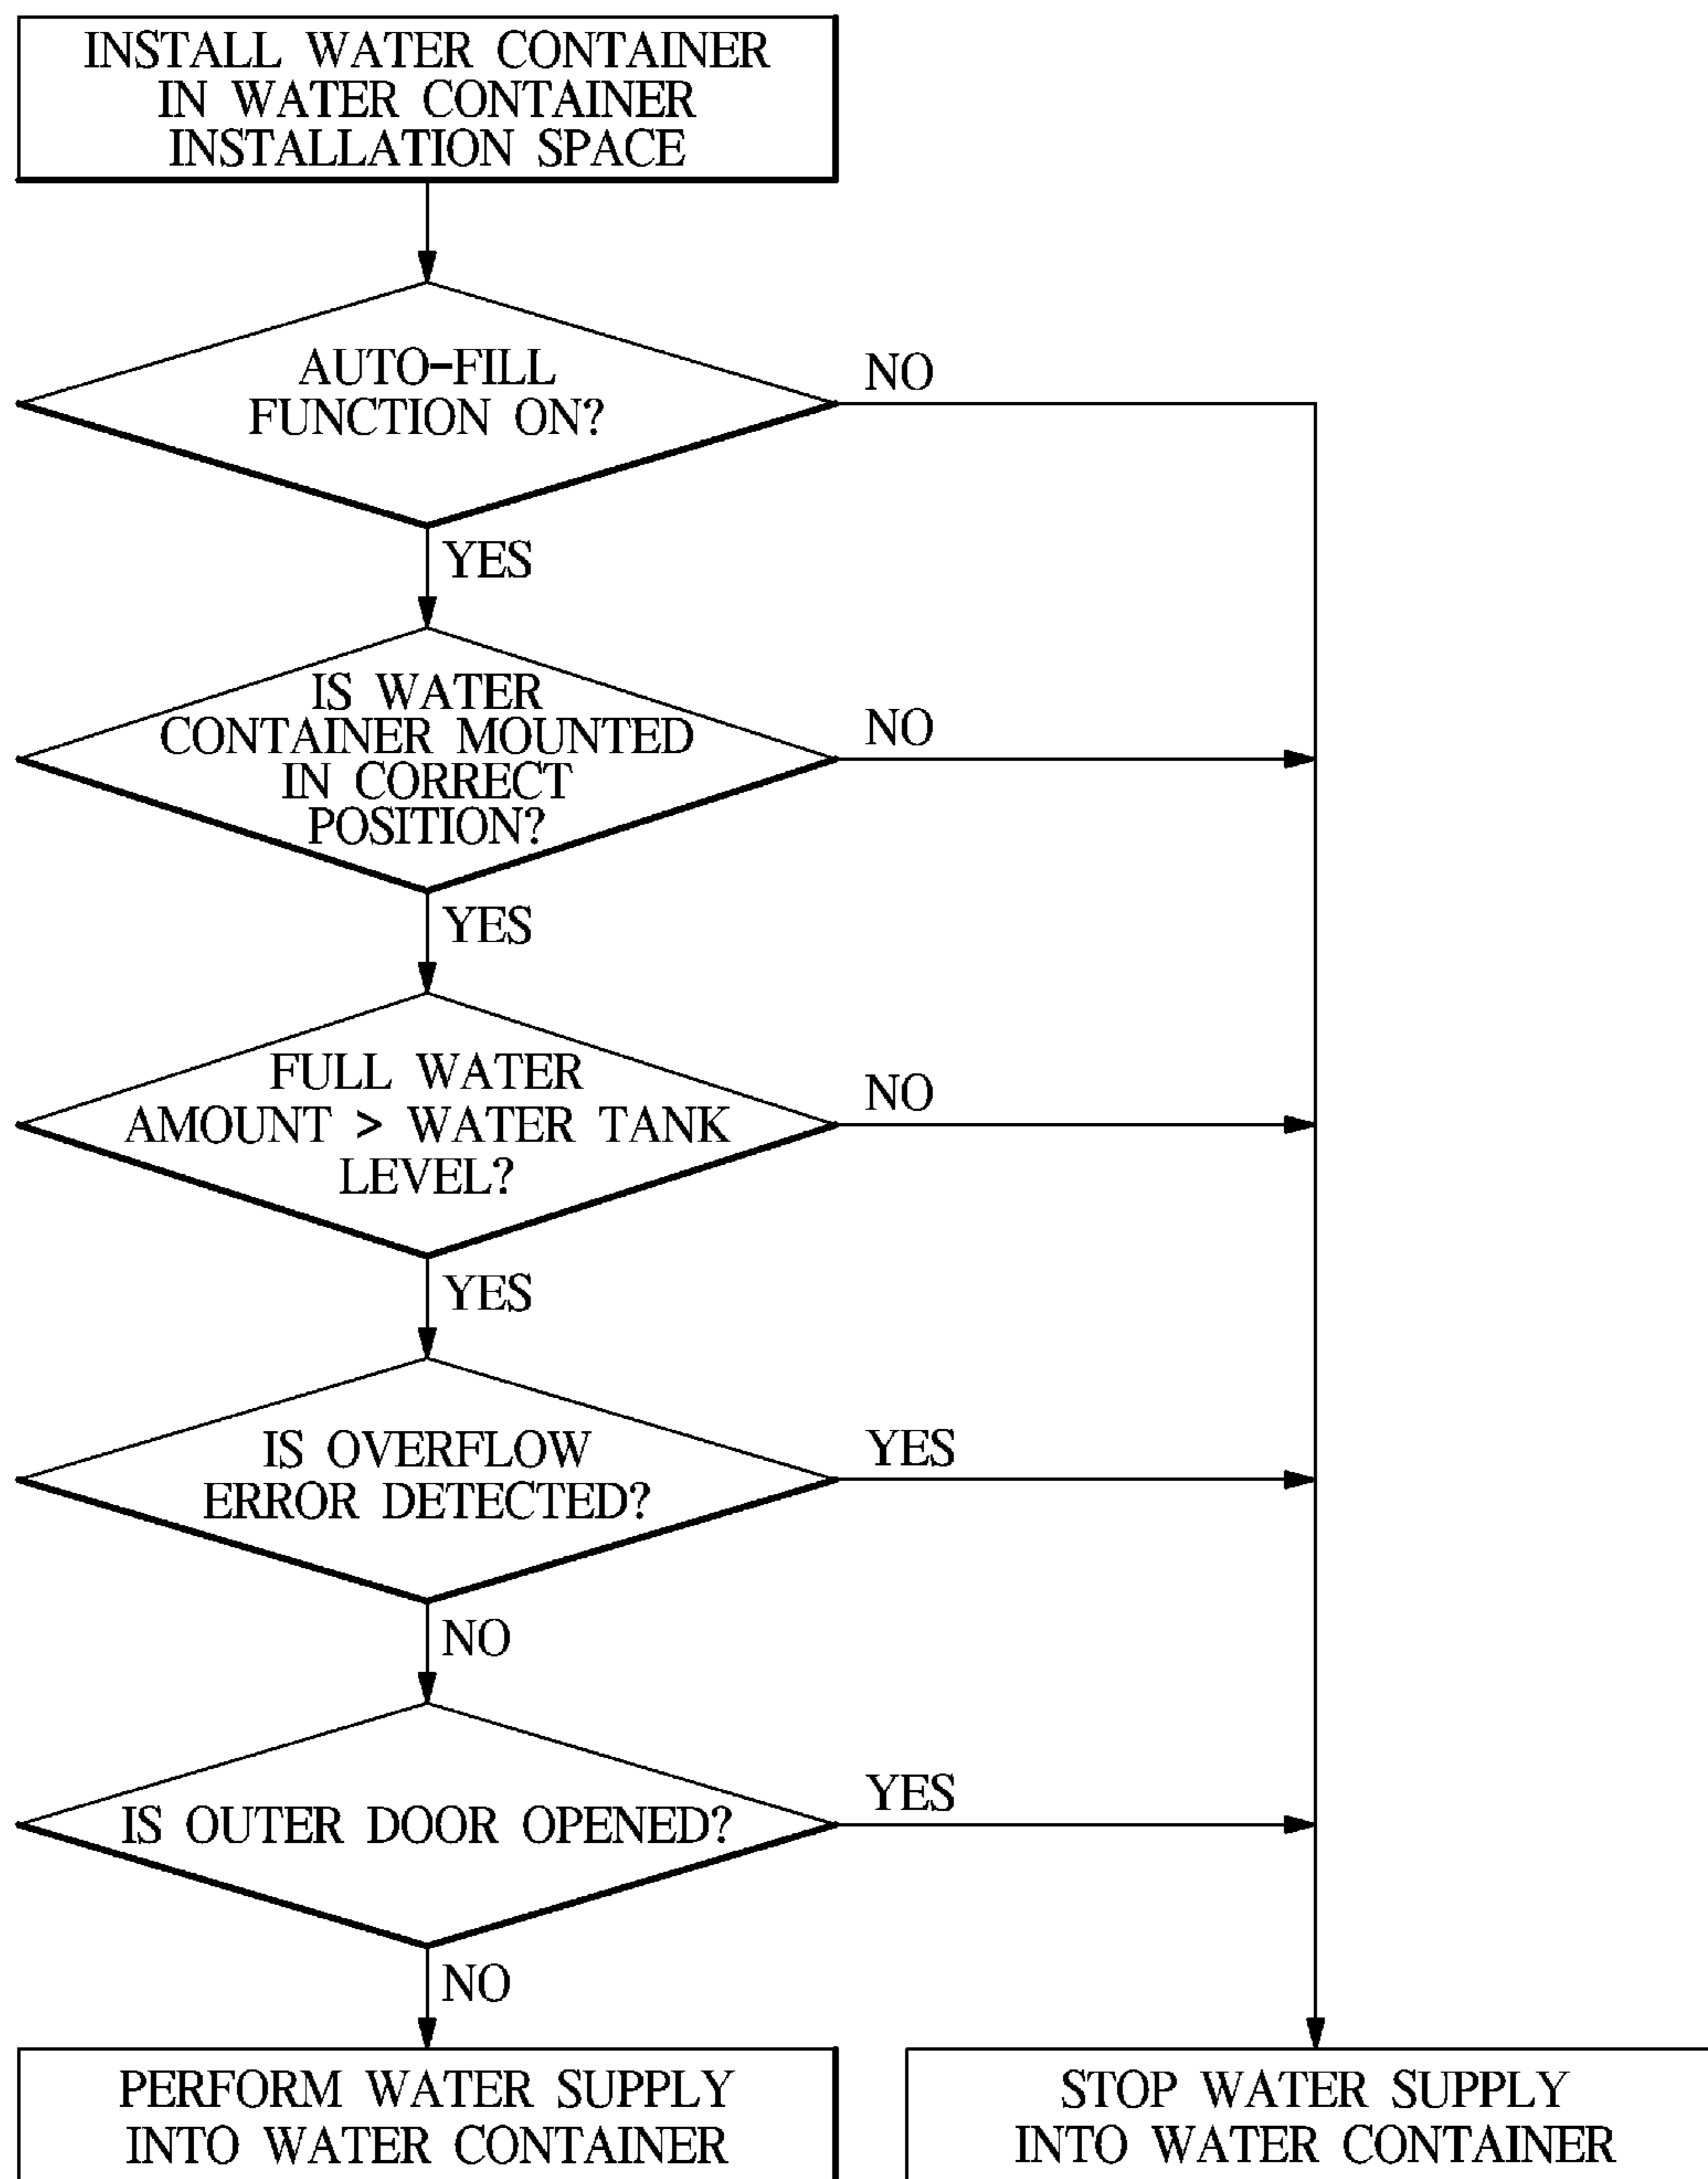 INSTALL WATER CONTAINER
IN WATER CONTAINER
INSTALLATION SPACE
AUTO-FILL
FUNCTION ON?
NO
YES
IS WATER
CONTAINER MOUNTED
IN CORRECT
POSITION?
NO
YES
FULL WATER
AMOUNT > WATER TANK
LEVEL?
NO
YES
IS OVERFLOW
ERROR DETECTED?
YES
NO
IS OUTER DOOR OPENED?
YES
NO
PERFORM WATER SUPPLY
INTO WATER CONTAINER
STOP WATER SUPPLY
INTO WATER CONTAINER